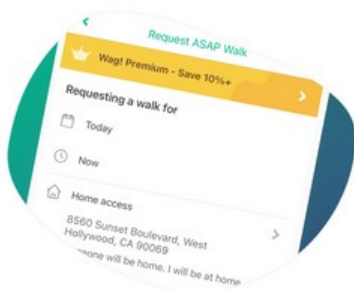 Request ASAP Walk
Wag! Premium - Save 10%+
Requesting a walk for
Today
Now
Home access
8560 Sunset Boulevard, West
Hollywood, CA 90069
one will be home. I will be at home